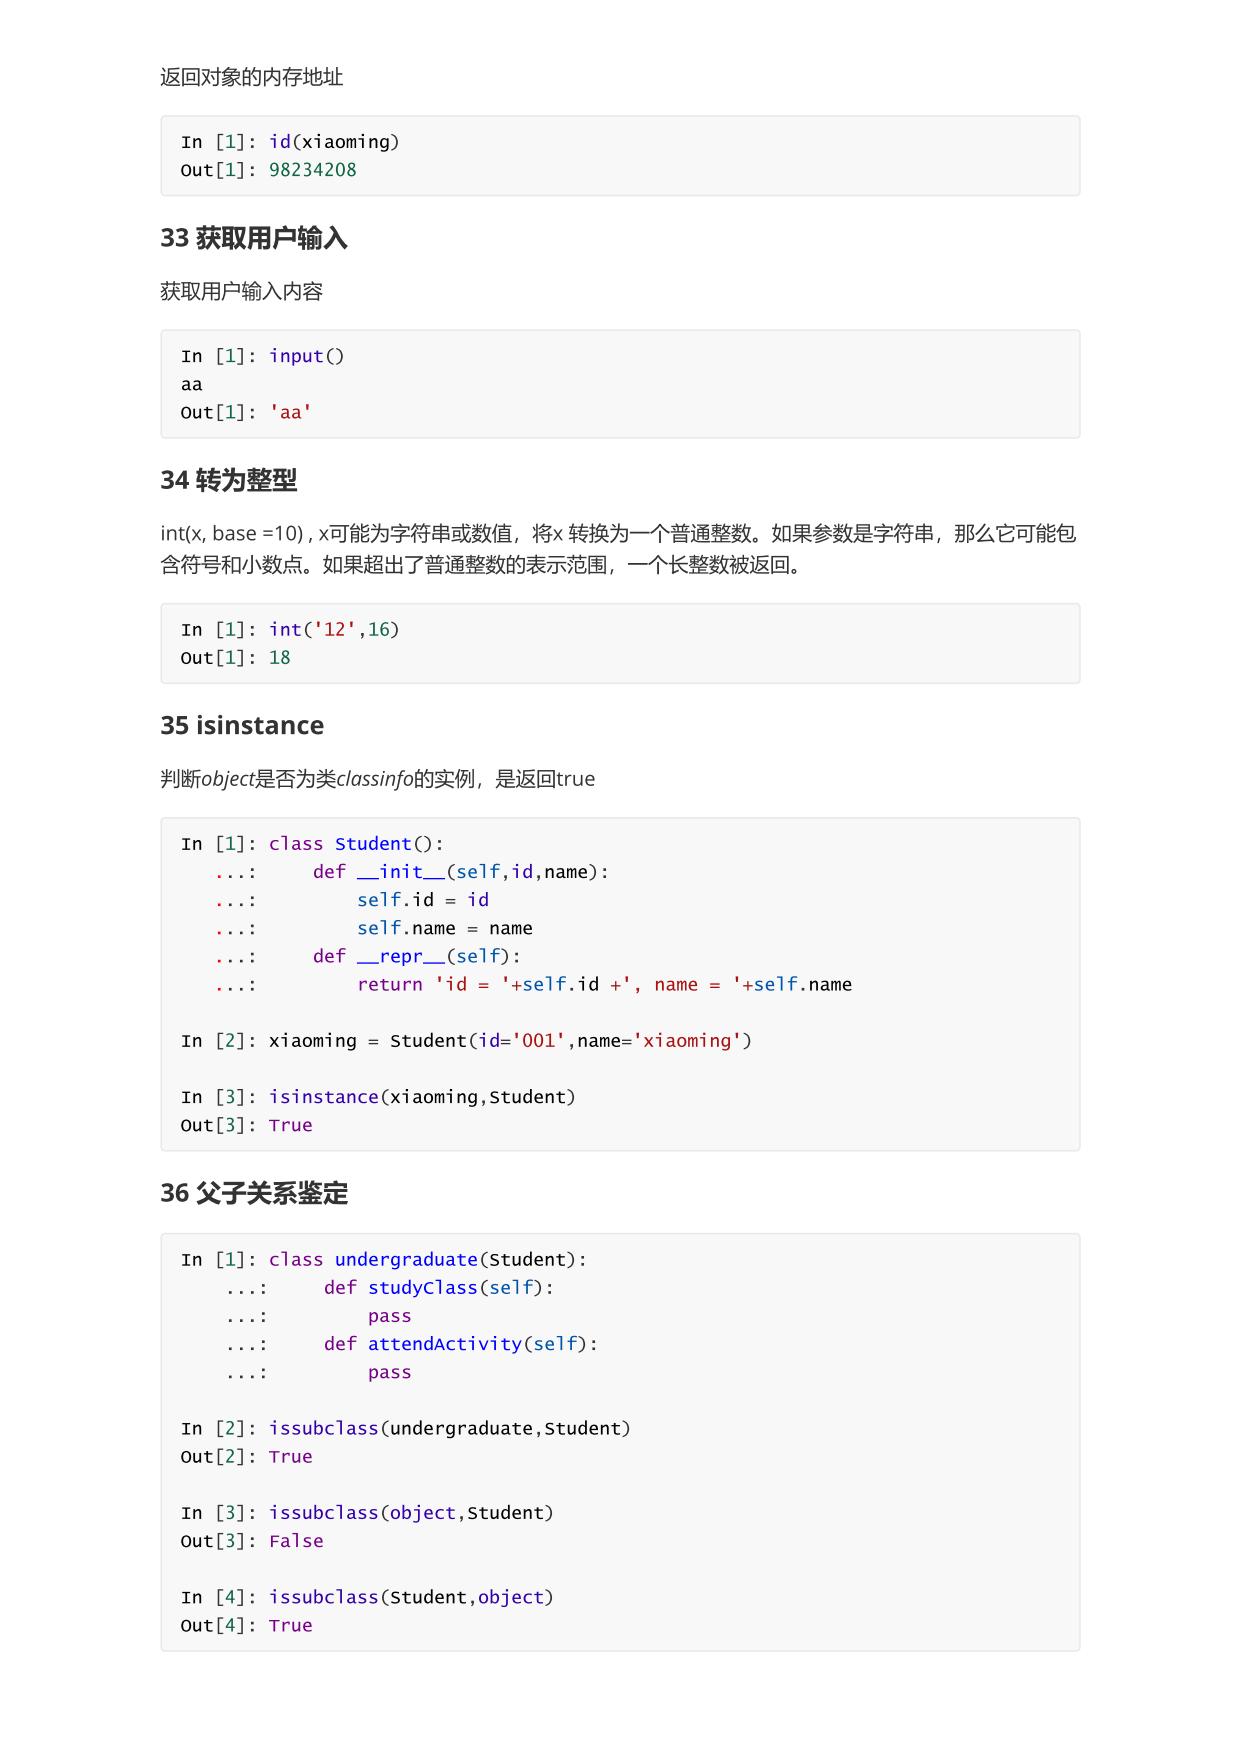 返回对象的内存地址
In [1]: id(xiaoming)
Out[1]: 98234208
33 获取用户输入
获取用户输入内容
In [1]: input()
aa
Out[1]: 'aa'
34 转为整型
int(x, base =10) , x可能为字符串或数值，将x 转换为一个普通整数。如果参数是字符串，那么它可能包
含符号和小数点。如果超出了普通整数的表示范围，一个长整数被返回。
In [1]: int('12',16)
Out[1]: 18
35 isinstance
判断object是否为类classinfo的实例，是返回true
In [1]: class Student():
   ...:     def __init__(self,id,name):
   ...:         self.id = id
   ...:         self.name = name
   ...:     def __repr__(self):
   ...:         return 'id = '+self.id +', name = '+self.name
In [2]: xiaoming = Student(id='001',name='xiaoming')
In [3]: isinstance(xiaoming,Student)
Out[3]: True
36 父子关系鉴定
In [1]: class undergraduate(Student):
    ...:     def studyClass(self):
    ...:         pass
    ...:     def attendActivity(self):
    ...:         pass
In [2]: issubclass(undergraduate,Student)
Out[2]: True
In [3]: issubclass(object,Student)
Out[3]: False
In [4]: issubclass(Student,object)
Out[4]: True